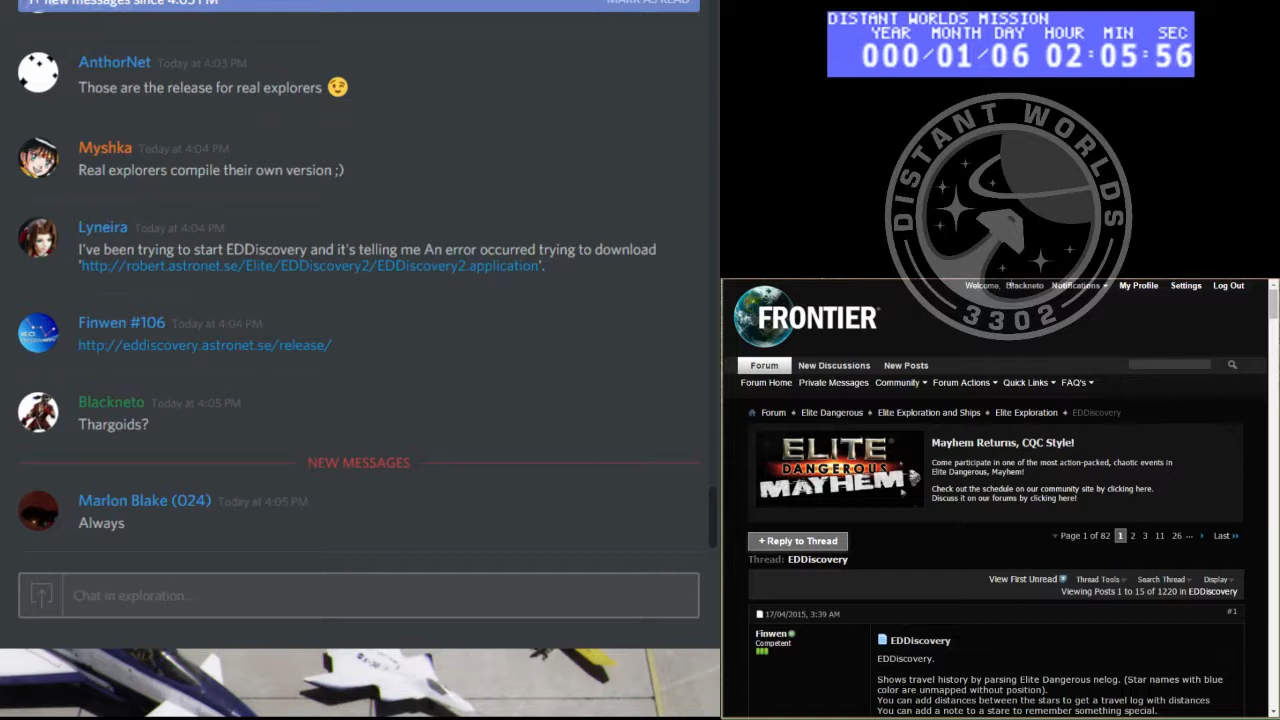 new messages since 4:03 PM
MARK AS READ
AnthorNet Today at 4:03 PM
Those are the release for real explorers 😉
Myshka Today at 4:04 PM
Real explorers compile their own version ;)
Lyneira Today at 4:04 PM
I've been trying to start EDDiscovery and it's telling me An error occurred trying to download
'http://robert.astronet.se/Elite/EDDiscovery2/EDDiscovery2.application'.
Finwen #106 Today at 4:04 PM
http://eddiscovery.astronet.se/release/
Blackneto Today at 4:05 PM
Thargoids?
NEW MESSAGES
Marlon Blake (024) Today at 4:05 PM
Always
Chat in exploration...
DISTANT WORLDS MISSION
YEAR MONTH DAY HOUR MIN SEC
000/01/06 02:05:56
DISTANT WORLDS
3302
Welcome, Blackneto Notifications My Profile Settings Log Out
FRONTIER
Forum New Discussions New Posts
Forum Home Private Messages Community Forum Actions Quick Links FAQ's
Forum Elite Dangerous Elite Exploration and Ships Elite Exploration EDDiscovery
ELITE
DANGEROUS
MAYHEM
Mayhem Returns, CQC Style!
Come participate in one of the most action-packed, chaotic events in
Elite Dangerous, Mayhem!
Check out the schedule on our community site by clicking here.
Discuss it on our forums by clicking here!
+ Reply to Thread
Page 1 of 82 1 2 3 11 26 ... Last
Thread: EDDiscovery
View First Unread Thread Tools Search Thread Display
Viewing Posts 1 to 15 of 1220 in EDDiscovery
17/04/2015, 3:39 AM #1
Finwen
Competent
EDDiscovery
EDDiscovery.
Shows travel history by parsing Elite Dangerous nelog. (Star names with blue
color are unmapped without position).
You can add distances between the stars to get a travel log with distances
You can add a note to a stare to remember something special.